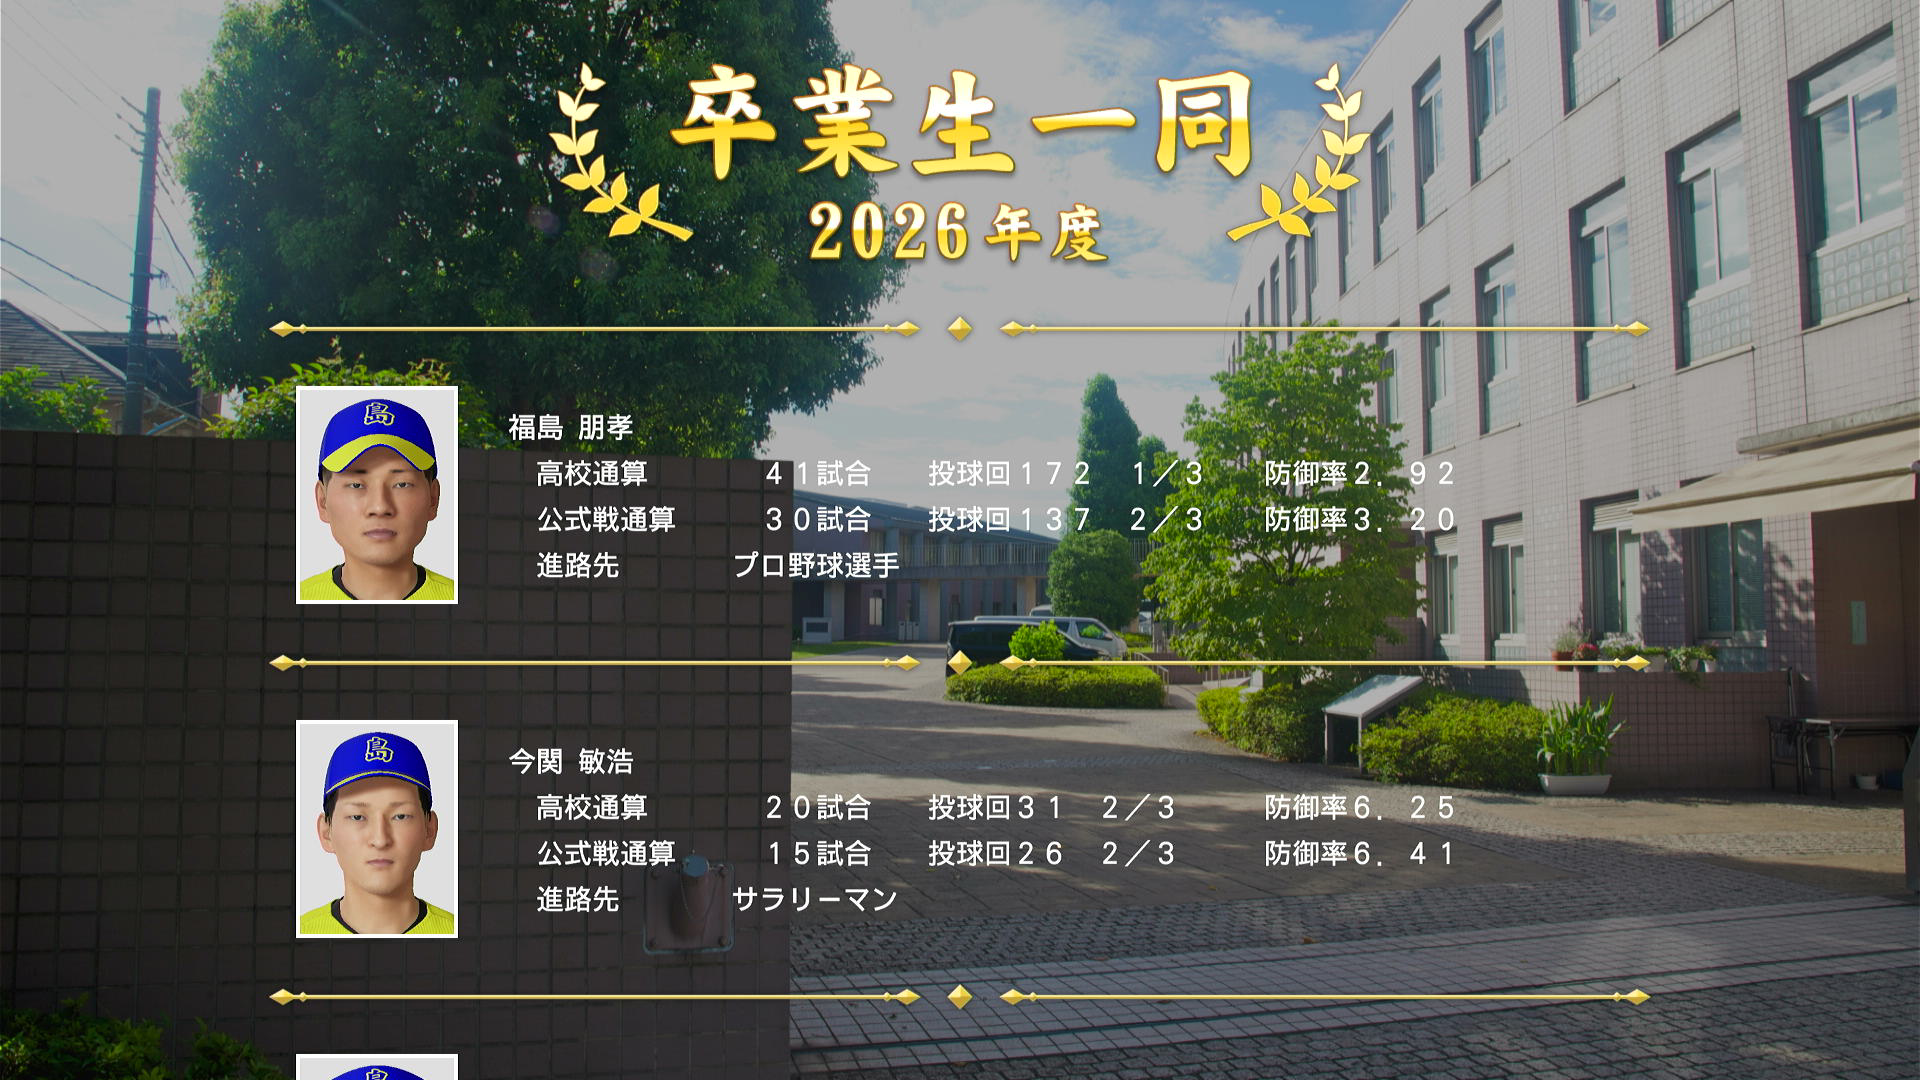 卒業生一同
2026年度
島
福島 朋孝
高校通算 41試合 投球回172 1/3 防御率2.92
公式戦通算 30試合 投球回137 2/3 防御率3.20
進路先 プロ野球選手
島
今関 敏浩
高校通算 20試合 投球回31 2/3 防御率6.25
公式戦通算 15試合 投球回26 2/3 防御率6.41
進路先 サラリーマン